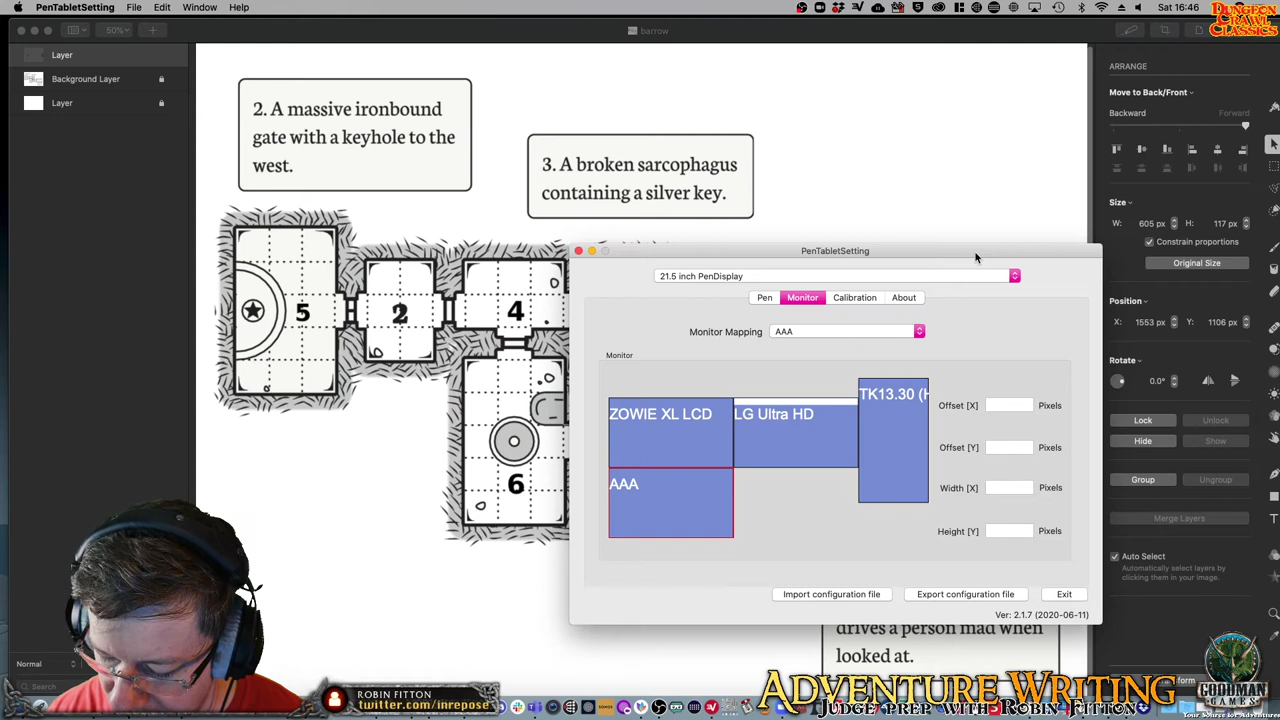 PenTabletSetting File Edit Help
Sat 16:46
DUNGEON CRAWL CLASSICS
50%
barrow
Layer
Background Layer
Layer
Normal
Search
2. A massive ironbound
gate with a keyhole to the
west.
3. A broken sarcophagus
containing a silver key.
5
2
4
6
drives a person mad when
looked at.
PenTabletSetting
21.5 inch PenDisplay
Pen Monitor Calibration About
Monitor Mapping AAA
Monitor
ZOWIE XL LCD
LG Ultra HD
TK13.30 (H
AAA
Offset [X] Pixels
Offset [Y] Pixels
Width [X] Pixels
Height [Y] Pixels
Import configuration file
Export configuration file
Exit
Ver: 2.1.7 (2020-06-11)
ARRANGE
Move to Back/Front
Backward Forward
Size
W: 605 px H: 117 px
Constrain proportions
Original Size
Position
X: 1553 px Y: 1106 px
Rotate
0.0°
Lock Unlock
Hide Show
Group Ungroup
Merge Layers
Auto Select
Automatically select layers by
clicking them in your image.
ROBIN FITTON
twitter.com/inrepose
ADVENTURE WRITING
JUDGE PREP WITH ROBIN FITTON
GOODMAN
GAMES
Your Source for Adventures